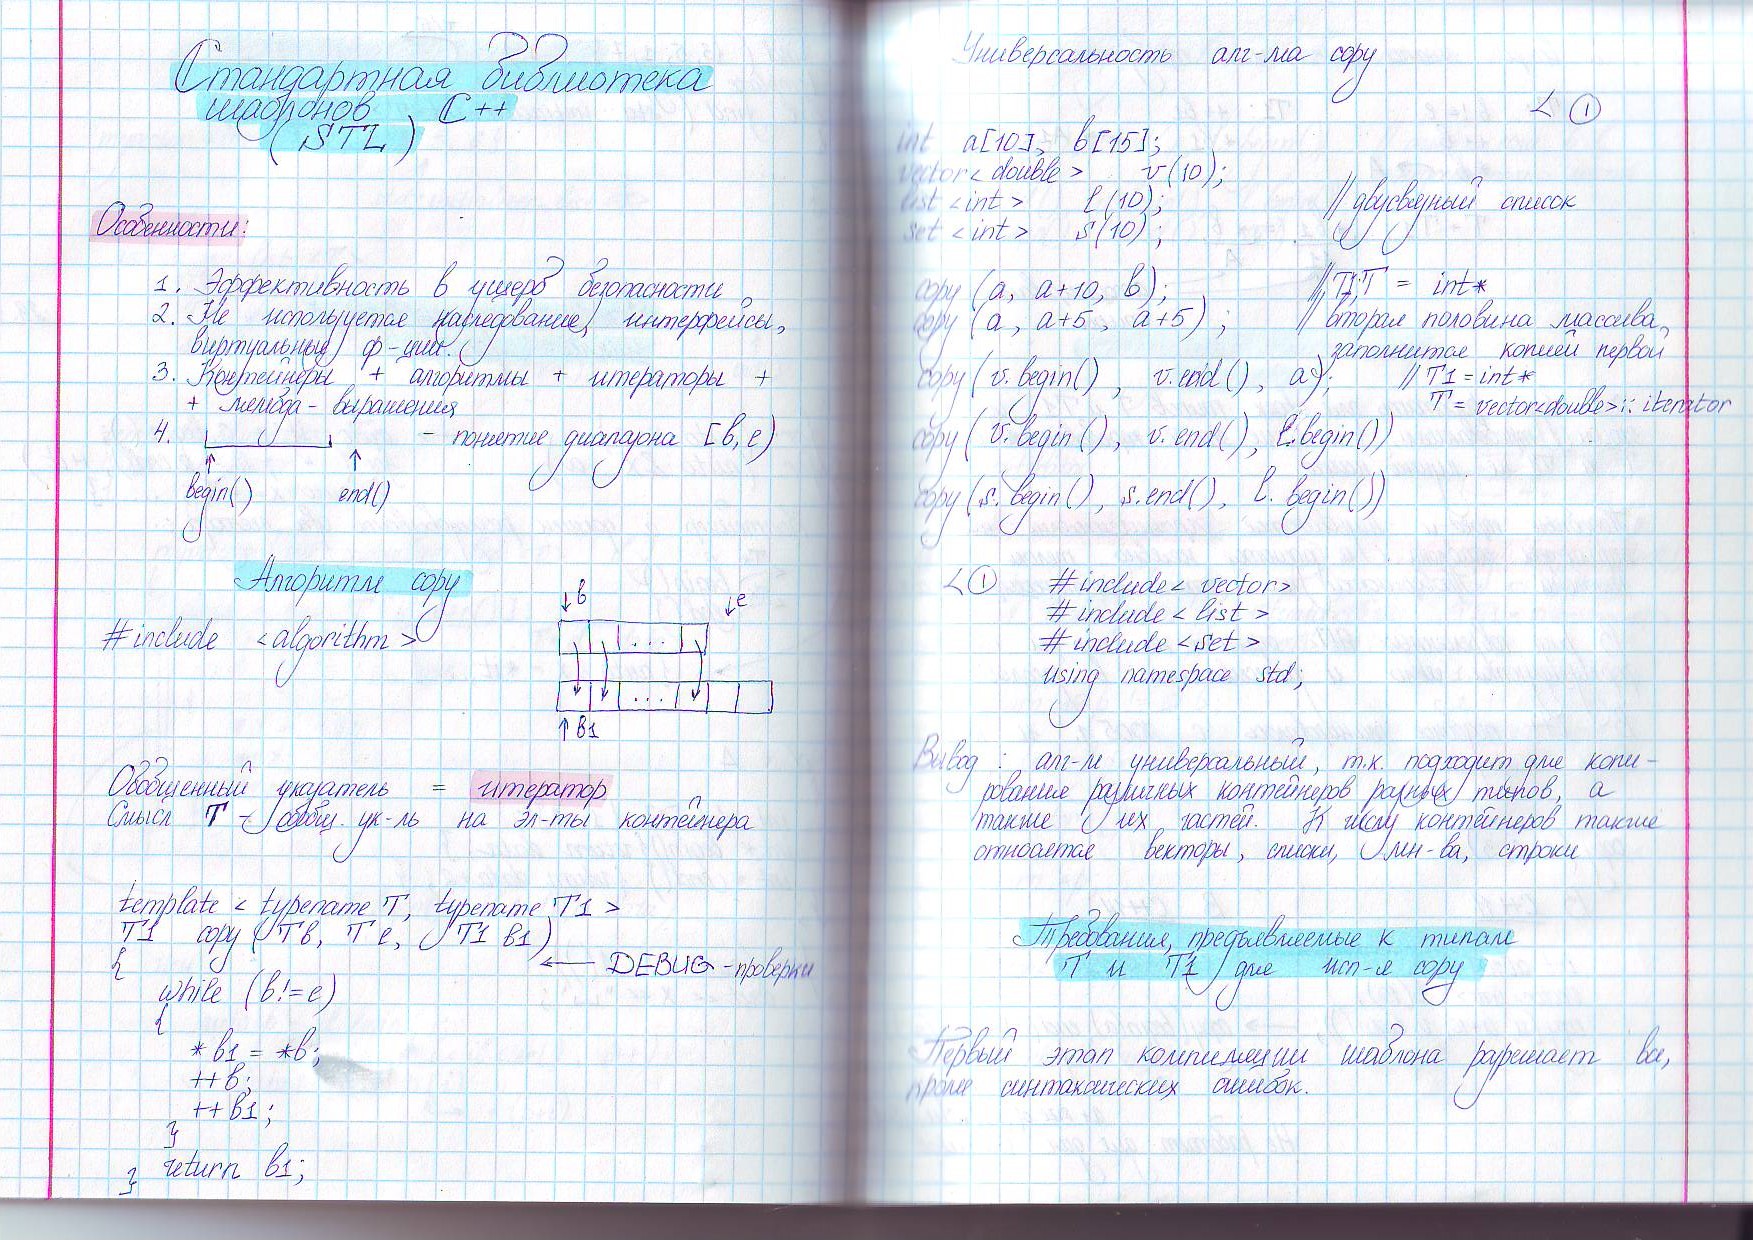 Стандартная библиотека
шаблонов C++
(STL)
Особенности:
1. Эффективность в ущерб безопасности
2. Не используется наследование, интерфейсы,
виртуальные ф-ции.
3. Контейнеры + алгоритмы + итераторы +
+ лямбда-выражения
4. - понятие диапазона [b, e)
begin() end()
Алгоритм copy
#include <algorithm>
b
e
...
...
b1
Обобщенный указатель = итератор
Смысл T - обобщ. ук-ль на эл-ты контейнера
template < typename T, typename T1 >
T1 copy (T b, T e, T1 b1)
{ ← DEBUG-проверки
while (b!=e)
{
*b1 = *b;
++b;
++b1;
}
return b1;
}
Универсальность алг-ма copy
< 1
int a[10], b[15];
vector<double> v(10);
list <int> l(10); // двусвязный список
set <int> s(10);
copy (a, a+10, b); // T1,T = int*
copy (a, a+5, a+5); // вторая половина массива,
заполнится копией первой
copy (v.begin(), v.end(), a); // T1 = int*
T = vector<double>:: iterator
copy (v.begin(), v.end(), l.begin())
copy (s.begin(), s.end(), l.begin())
< 1 #include< vector>
#include < list >
#include < set >
using namespace std;
Вывод: алг-м универсальный, т.к. подходит для копи-
рования различных контейнеров разных типов, а
также их частей. К числу контейнеров также
относятся векторы, списки, мн-ва, строки
Требования, предъявляемые к типам
T и T1 для исп-я copy
Первый этап компиляции шаблона разрешает все,
кроме синтаксических ошибок.